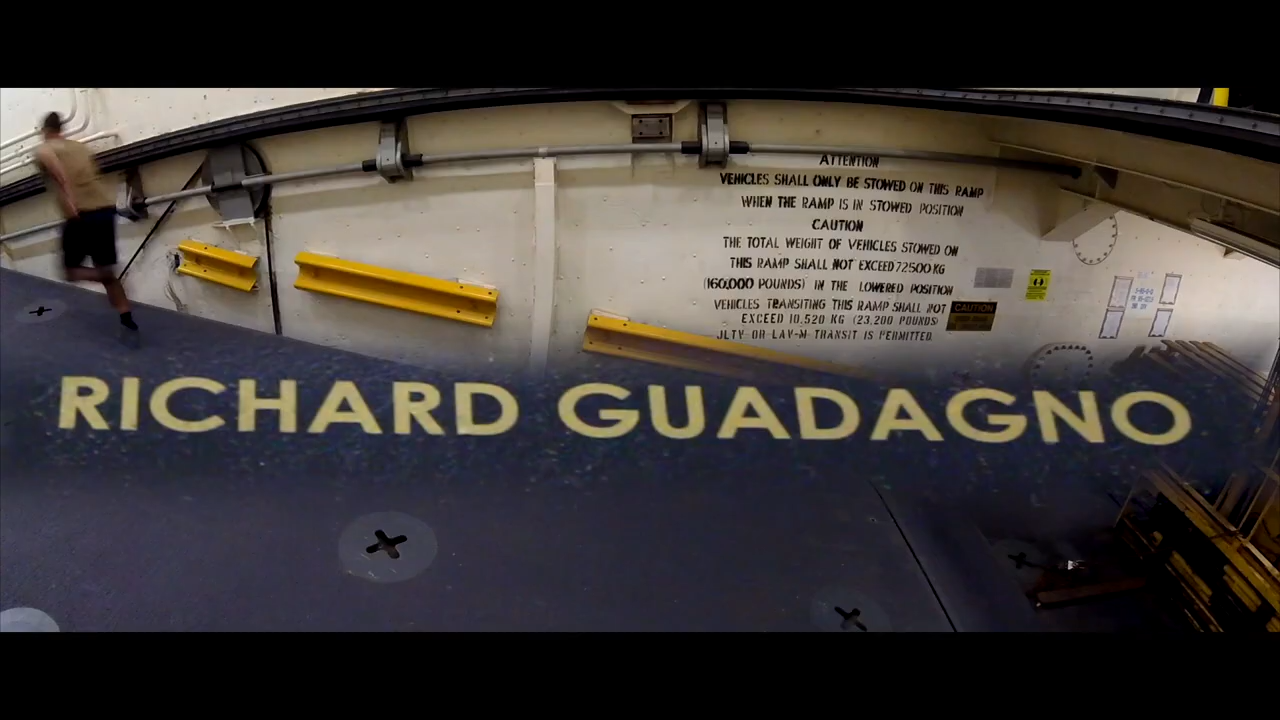 ATTENTION
VEHICLES SHALL ONLY BE STOWED ON THIS RAMP
WHEN THE RAMP IS IN STOWED POSITION
CAUTION
THE TOTAL WEIGHT OF VEHICLES STOWED ON
THIS RAMP SHALL NOT EXCEED 72500 KG
(160,000 POUNDS) IN THE LOWERED POSITION
VEHICLES TRANSITING THIS RAMP SHALL NOT
EXCEED 10,520 KG (23,200 POUNDS)
JLTV OR LAV-M TRANSIT IS PERMITTED
CAUTION
RICHARD GUADAGNO